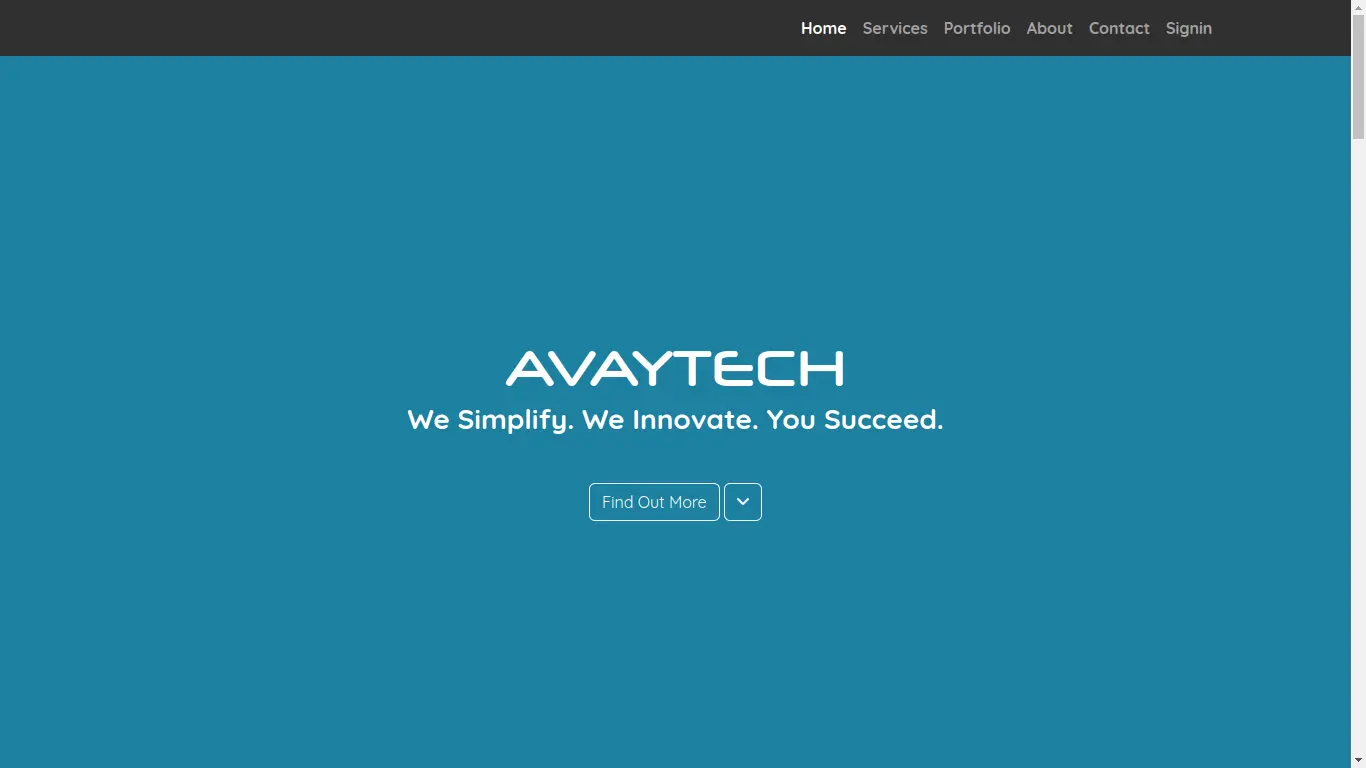 Home Services Portfolio About Contact Signin
AVAYTECH
We Simplify. We Innovate. You Succeed.
Find Out More